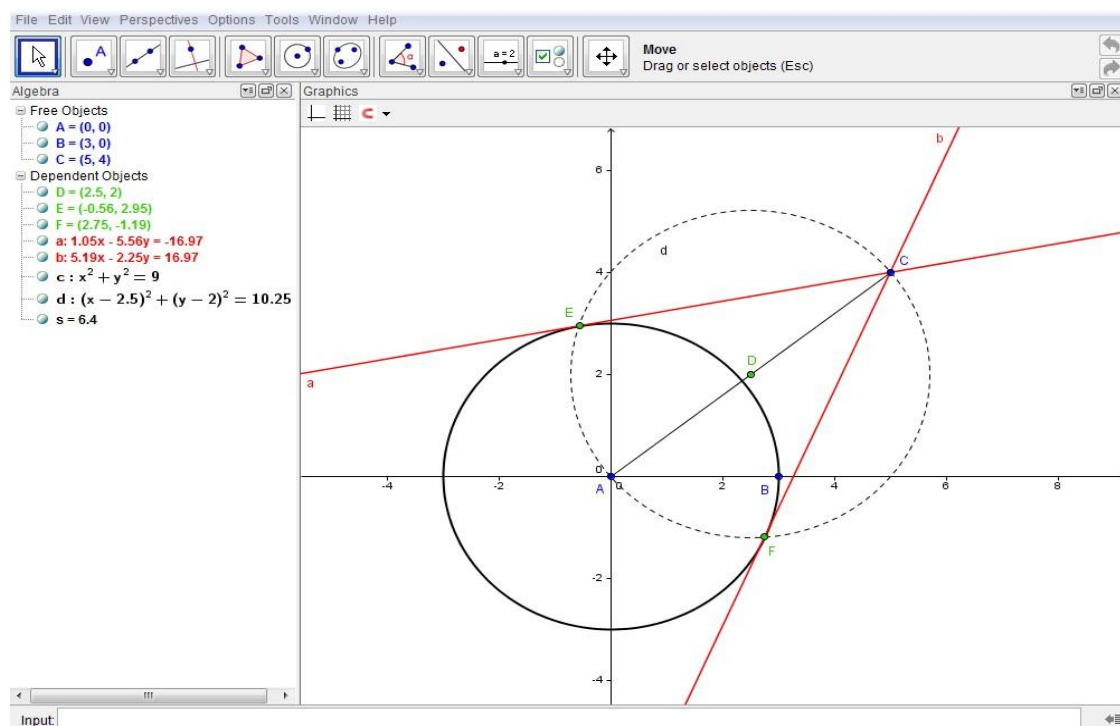 File Edit View Perspectives Options Tools Window Help
A
α
a=2
Move
Drag or select objects (Esc)
Algebra
Graphics
Free Objects
A = (0, 0)
B = (3, 0)
C = (5, 4)
Dependent Objects
D = (2.5, 2)
E = (-0.56, 2.95)
F = (2.75, -1.19)
a: 1.05x - 5.56y = -16.97
b: 5.19x - 2.25y = 16.97
c : x² + y² = 9
d : (x − 2.5)² + (y − 2)² = 10.25
s = 6.4
b
6
d
4
C
E
D
2
a
A
0
B
-4
-2
2
4
6
8
F
-2
-4
Input: